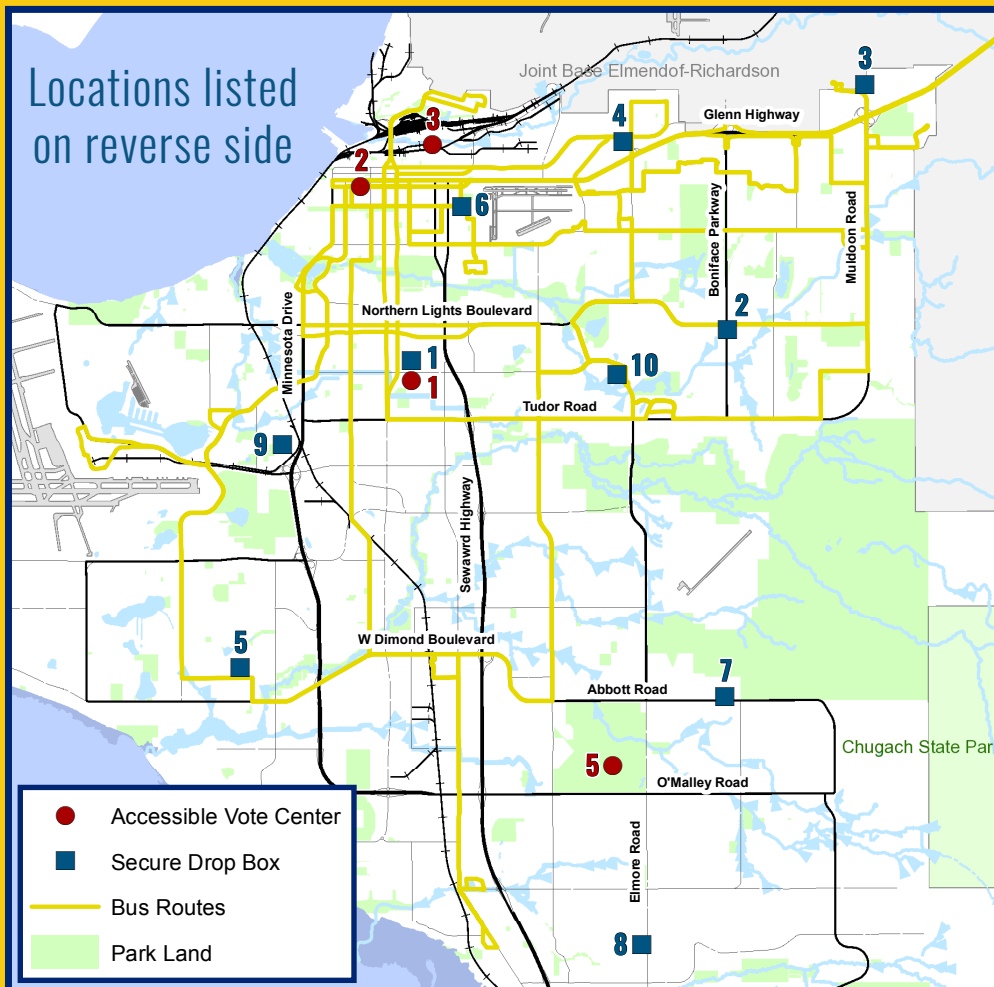 Locations listed
on reverse side
Joint Base Elmendof-Richardson
3
4
Glenn Highway
3
2
6
Boniface Parkway
Muldoon Road
Minnesota Drive
Northern Lights Boulevard
2
1
1
10
Tudor Road
9
Sewawrd Highway
W Dimond Boulevard
5
7
Abbott Road
5
O'Malley Road
Chugach State Par
Elmore Road
8
Accessible Vote Center
Secure Drop Box
Bus Routes
Park Land